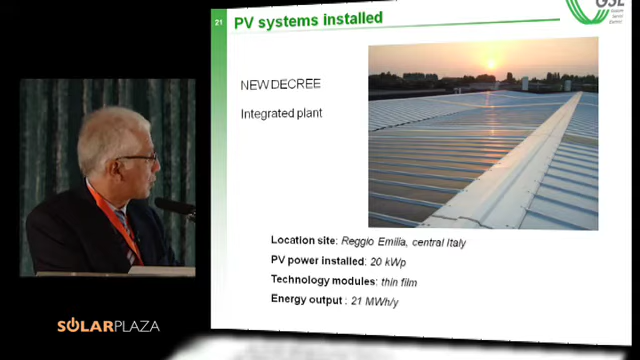 21
PV systems installed
GSE
NEW DECREE
Integrated plant
Location site: Reggio Emilia, central Italy
PV power installed: 20 kWp
Technology modules: thin film
Energy output : 21 MWh/y
SOLARPLAZA